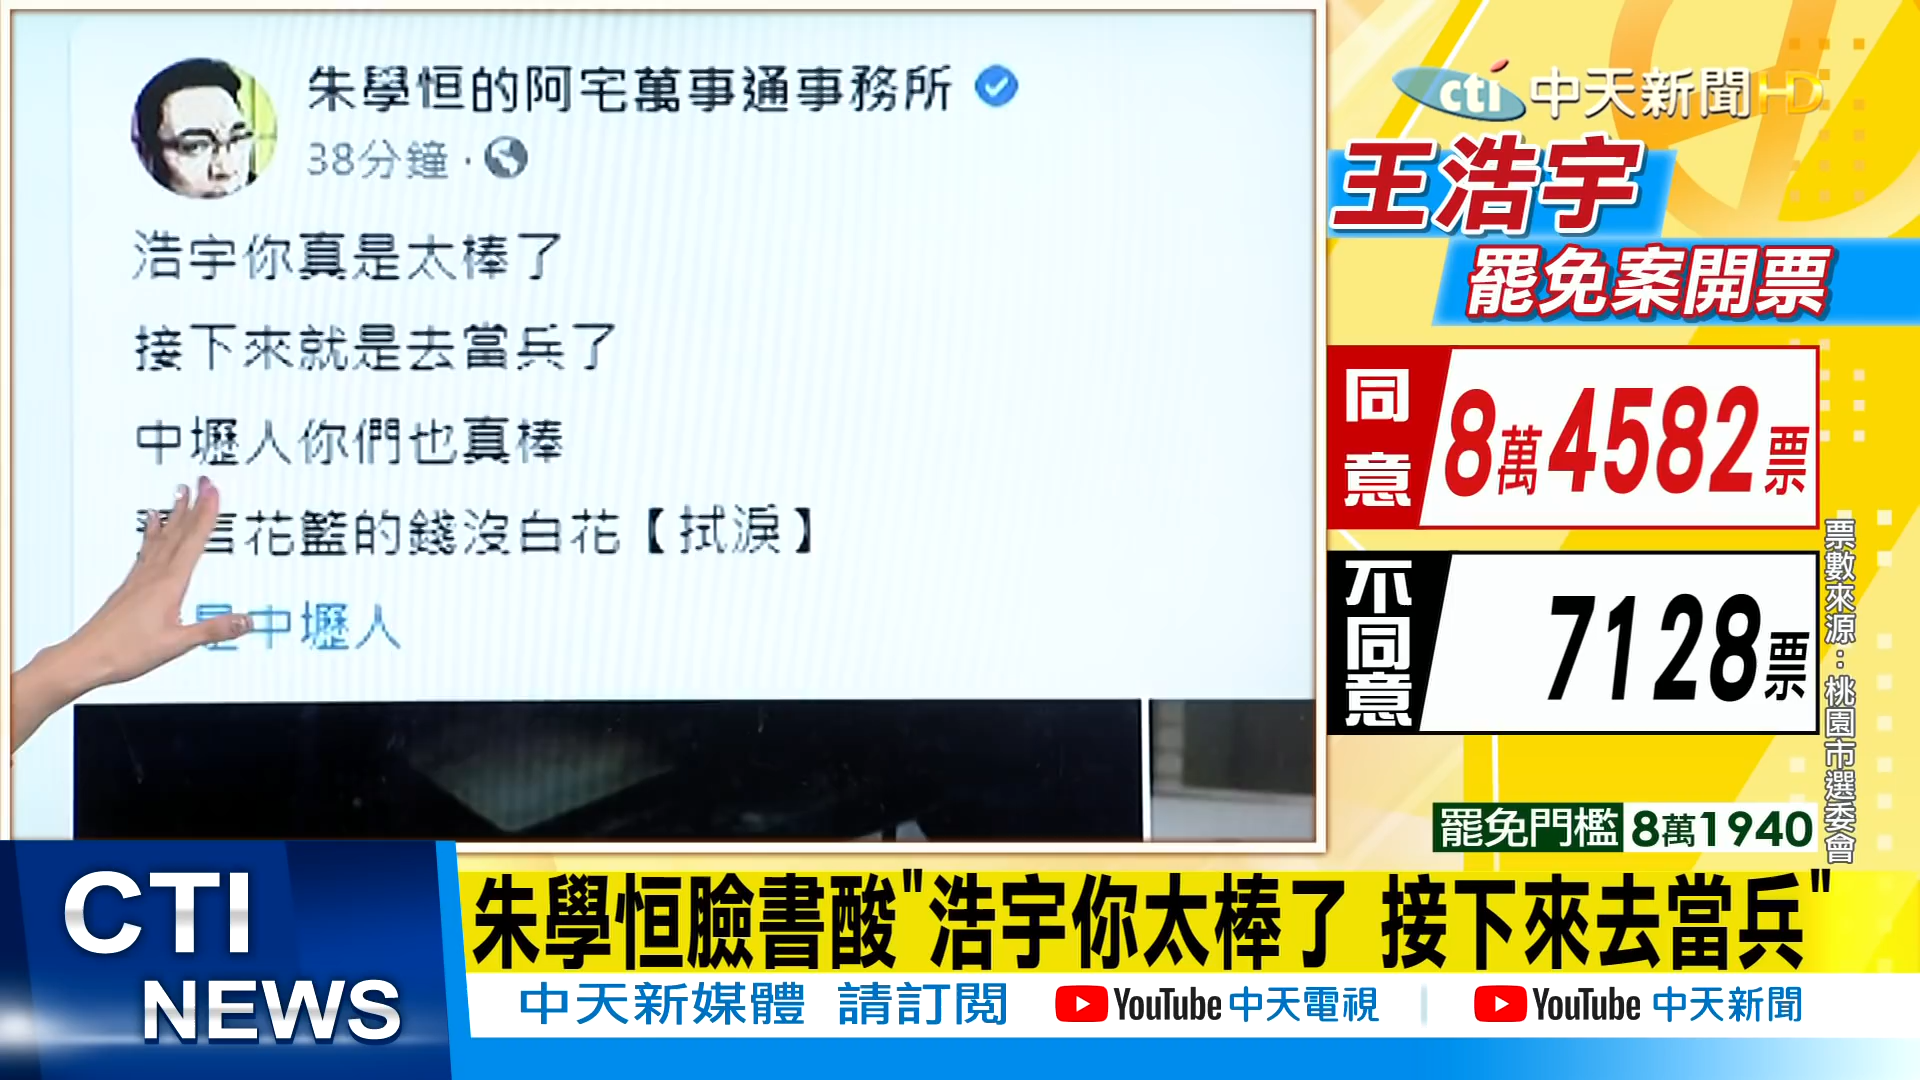 朱學恒的阿宅萬事通事務所
38分鐘
浩宇你真是太棒了
接下來就是去當兵了
中壢人你們也真棒
言花籃的錢沒白花【拭淚】
是中壢人
cti 中天新聞HD
王浩宇
罷免案開票
同意
8萬4582票
不同意
7128票
票數來源：桃園市選委會
罷免門檻 8萬1940
CTI
NEWS
朱學恒臉書酸"浩宇你太棒了 接下來去當兵"
中天新媒體 請訂閱 YouTube 中天電視 YouTube 中天新聞